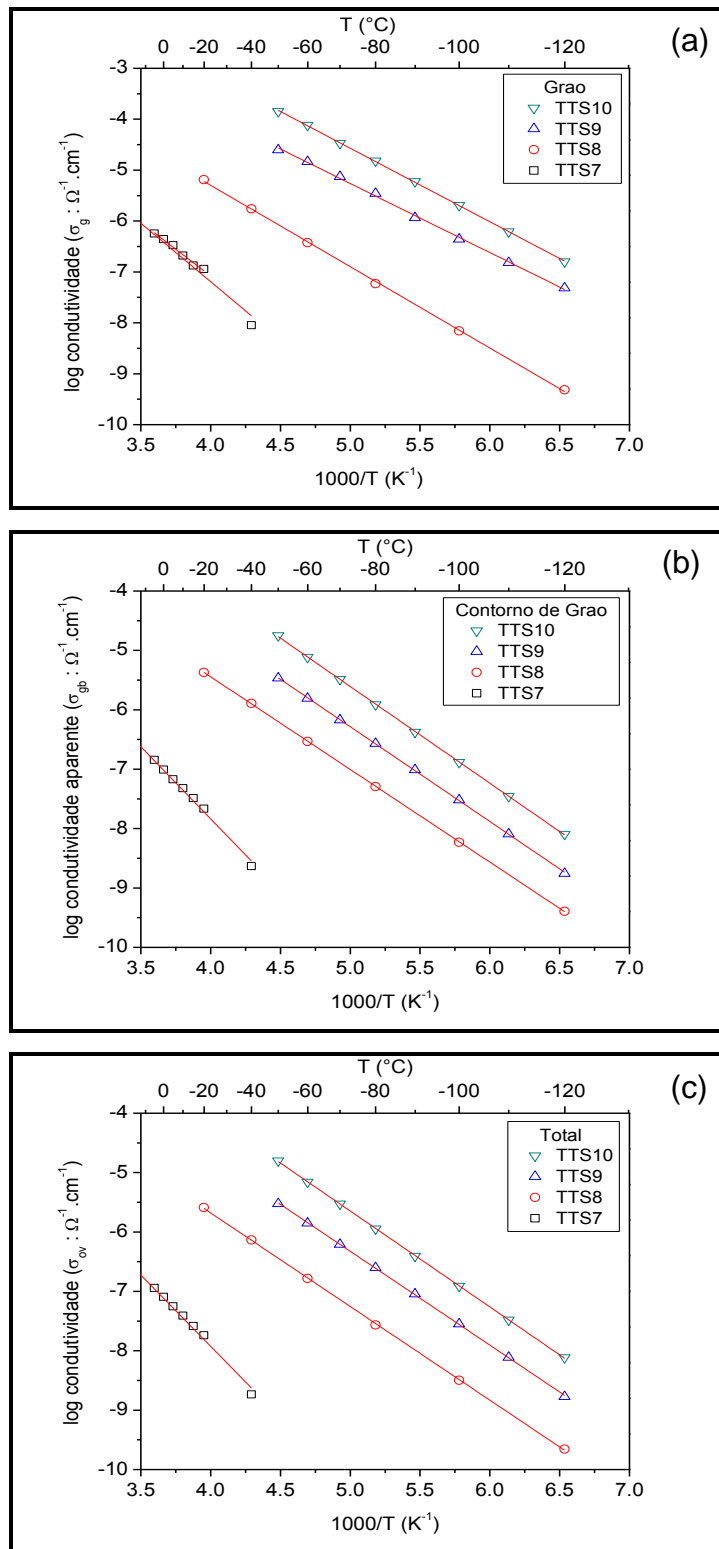 T (°C)
(a)
0 -20 -40 -60 -80 -100 -120
Grao
TTS10
TTS9
TTS8
TTS7
log condutividade (σg : Ω-1.cm-1)
-3
-4
-5
-6
-7
-8
-9
-10
3.5 4.0 4.5 5.0 5.5 6.0 6.5 7.0
1000/T (K-1)
T (°C)
(b)
0 -20 -40 -60 -80 -100 -120
Contorno de Grao
TTS10
TTS9
TTS8
TTS7
log condutividade aparente (σgb : Ω-1.cm-1)
-4
-5
-6
-7
-8
-9
-10
3.5 4.0 4.5 5.0 5.5 6.0 6.5 7.0
1000/T (K-1)
T (°C)
(c)
0 -20 -40 -60 -80 -100 -120
Total
TTS10
TTS9
TTS8
TTS7
log condutividade (σov : Ω-1.cm-1)
-4
-5
-6
-7
-8
-9
-10
3.5 4.0 4.5 5.0 5.5 6.0 6.5 7.0
1000/T (K-1)